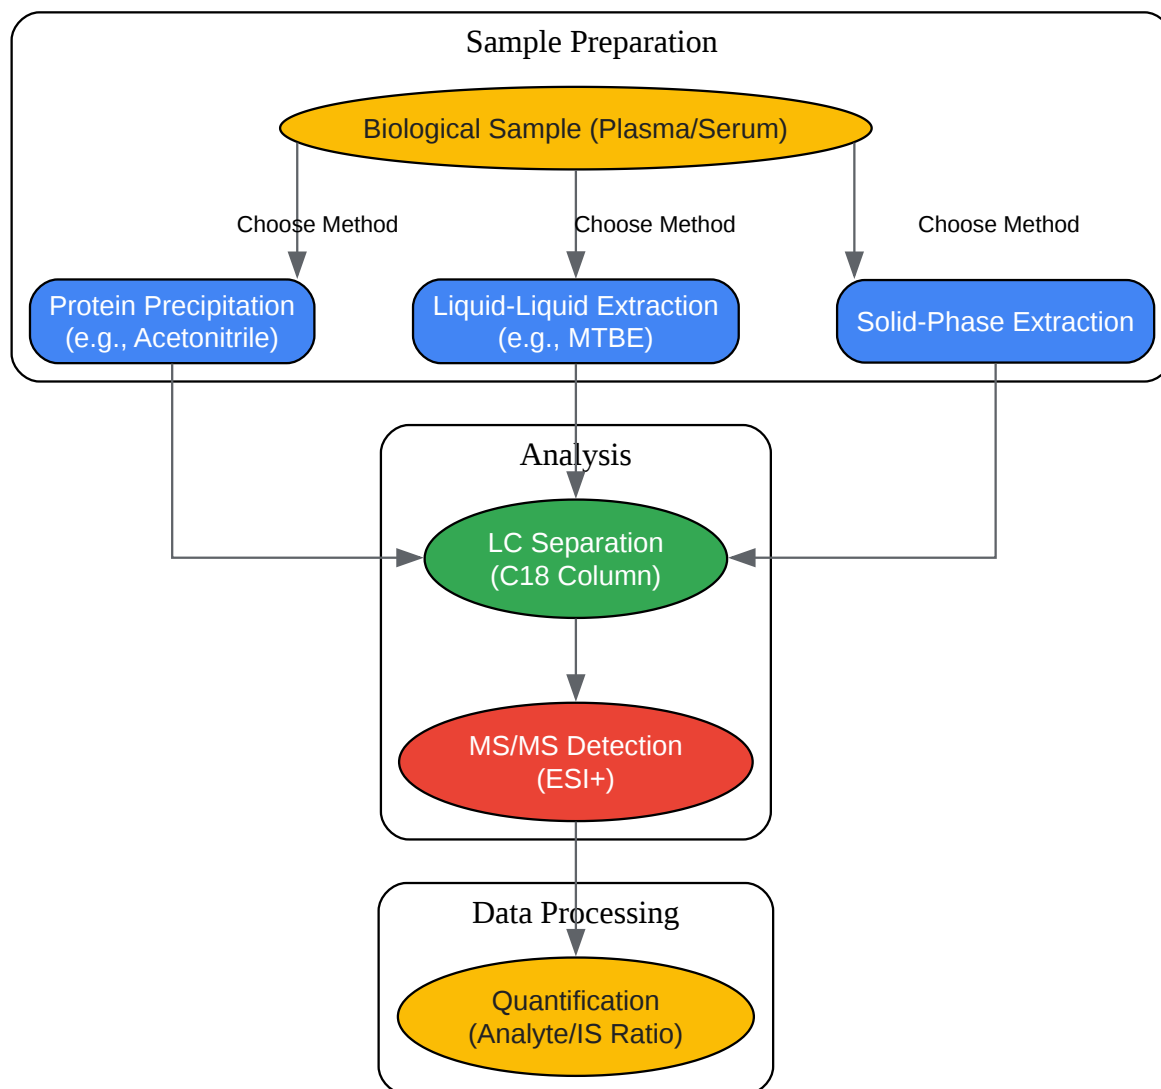 Sample Preparation
Biological Sample (Plasma/Serum)
Choose Method
Choose Method
Choose Method
Protein Precipitation
(e.g., Acetonitrile)
Liquid-Liquid Extraction
(e.g., MTBE)
Solid-Phase Extraction
Analysis
LC Separation
(C18 Column)
MS/MS Detection
(ESI+)
Data Processing
Quantification
(Analyte/IS Ratio)